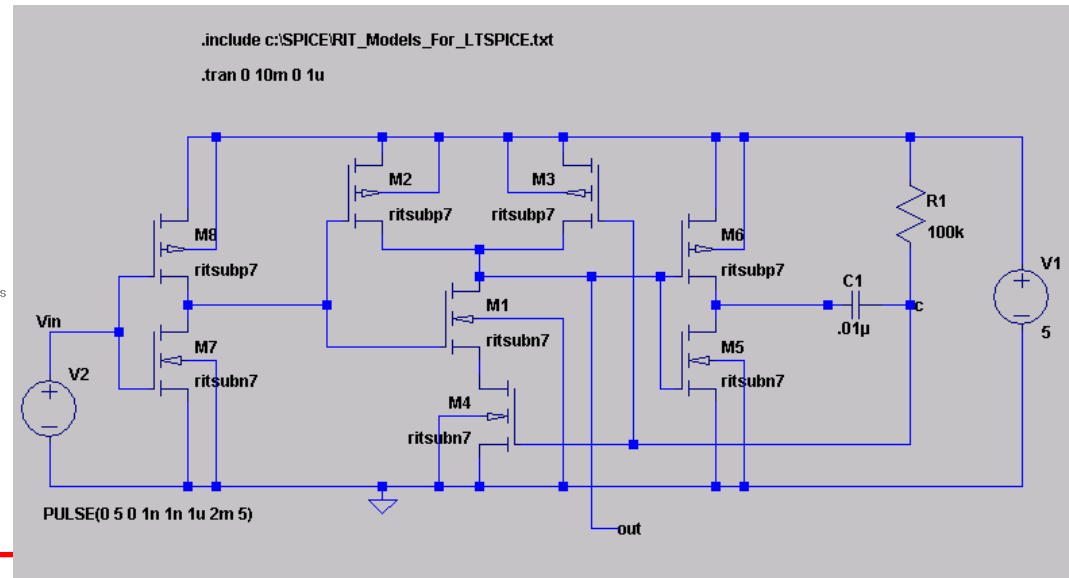 .include c:\SPICE\RIT_Models_For_LTSPICE.txt
.tran 0 10m 0 1u
M2
ritsubp7
M3
ritsubp7
M8
ritsubp7
M6
ritsubp7
R1
100k
V1
5
C1
.01µ
c
s
Vin
V2
M7
ritsubn7
M1
ritsubn7
M5
ritsubn7
M4
ritsubn7
PULSE(0 5 0 1n 1n 1u 2m 5)
out